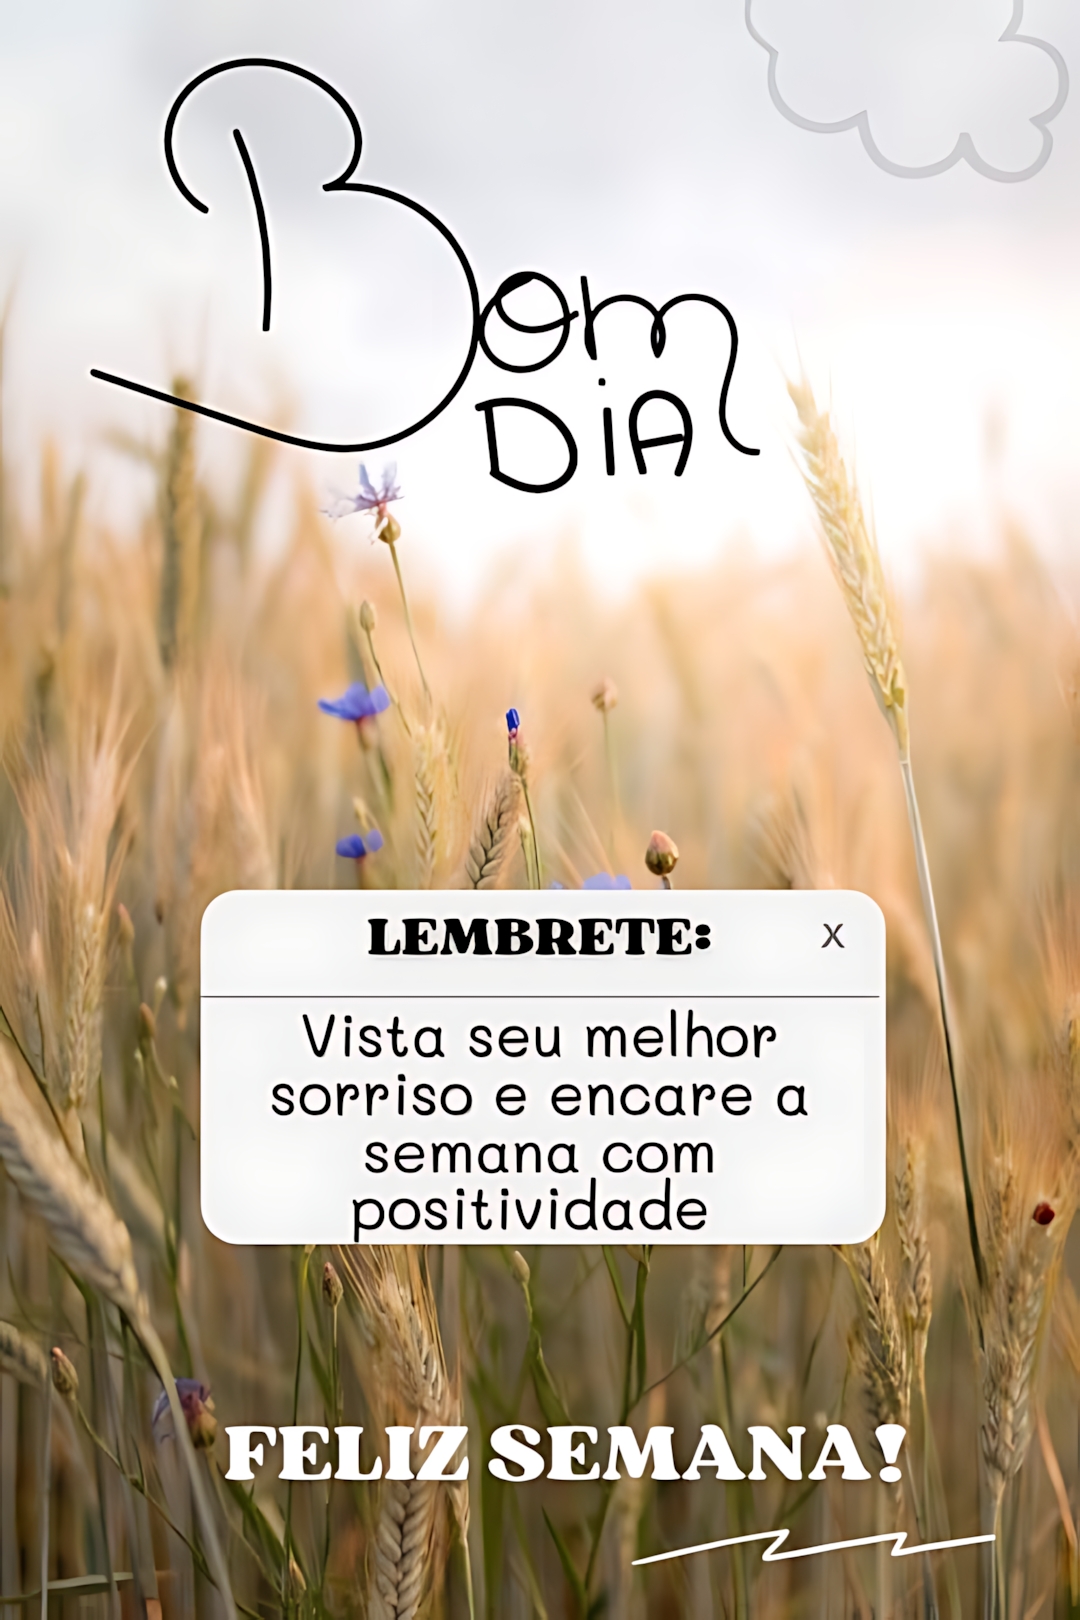 Bom
DiA
LEMBRETE: X
Vista seu melhor
sorriso e encare a
semana com
positividade
FELIZ SEMANA!